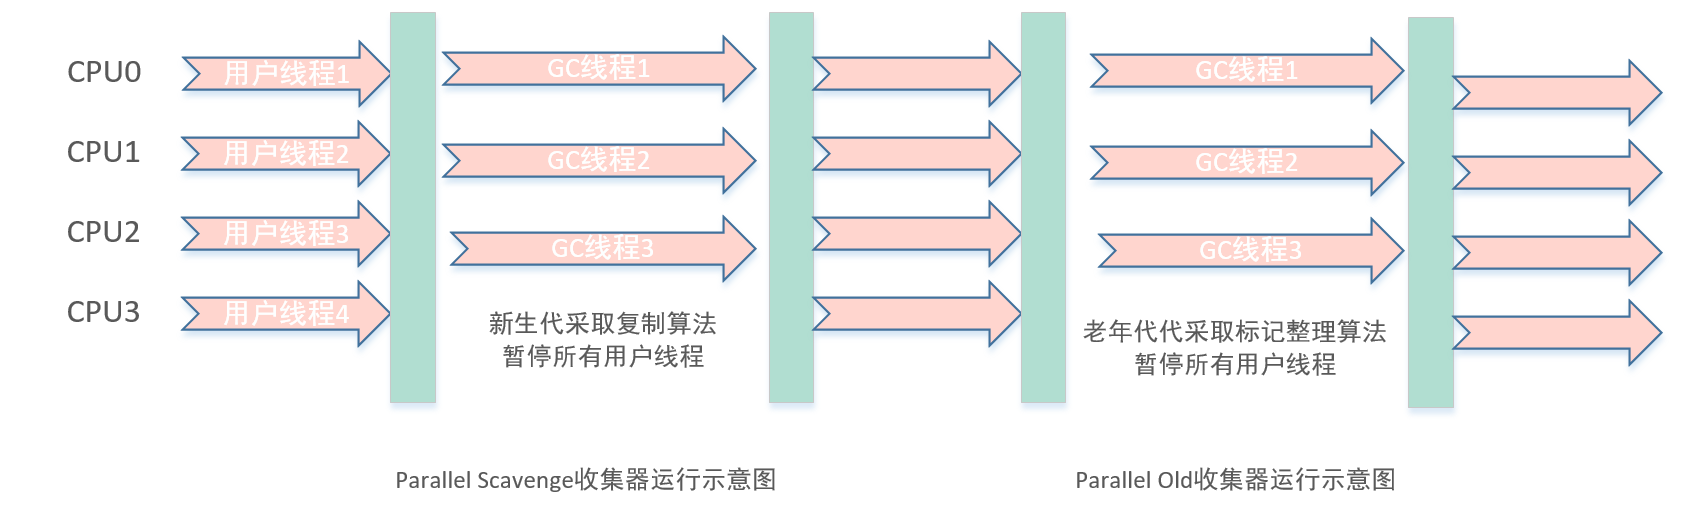 CPU0
用户线程1
GC线程1
GC线程1
CPU1
用户线程2
GC线程2
GC线程2
CPU2
用户线程3
GC线程3
GC线程3
CPU3
用户线程4
新生代采取复制算法
暂停所有用户线程
老年代代采取标记整理算法
暂停所有用户线程
Parallel Scavenge收集器运行示意图
Parallel Old收集器运行示意图